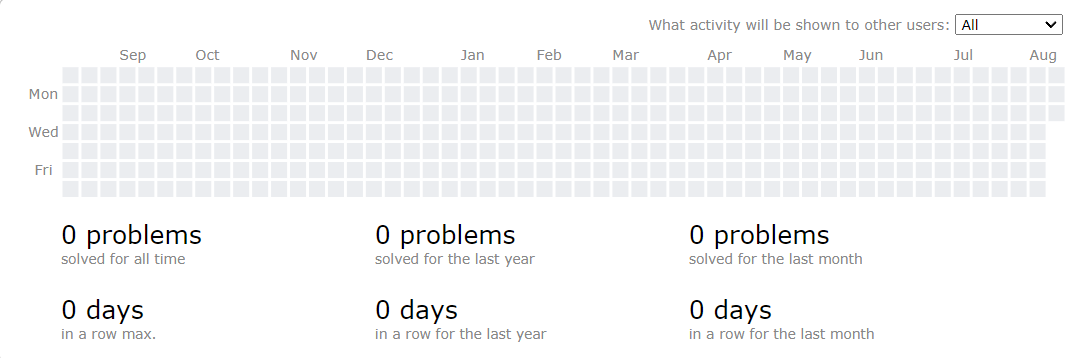 What activity will be shown to other users: All
Sep Oct Nov Dec Jan Feb Mar Apr May Jun Jul Aug
Mon
Wed
Fri
0 problems 0 problems 0 problems
solved for all time solved for the last year solved for the last month
0 days 0 days 0 days
in a row max. in a row for the last year in a row for the last month